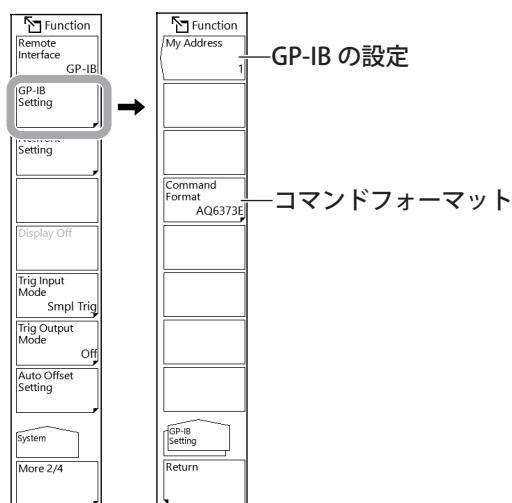 Function
Remote
Interface
GP-IB
GP-IB
Setting
Network
Setting
Display Off
Trig Input
Mode
Smpl Trig
Trig Output
Mode
Off
Auto Offset
Setting
System
More 2/4
Function
My Address
1
GP-IB の設定
Command
Format
AQ6373E
コマンドフォーマット
GP-IB
Setting
Return